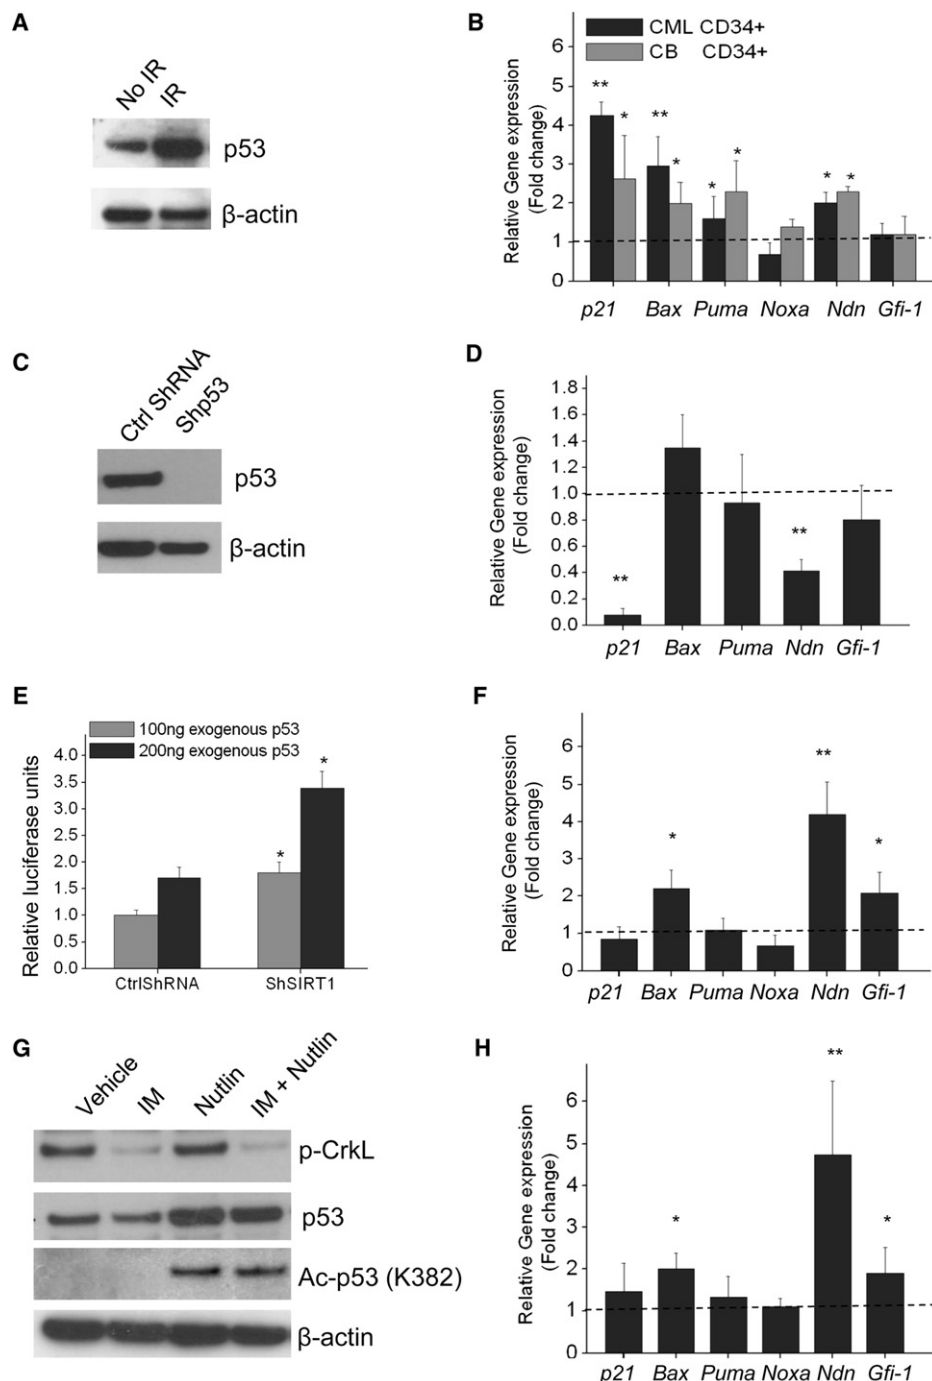 A
No IR
IR
p53
β-actin
B
CML CD34+
CB CD34+
Relative Gene expression
(Fold change)
6
5
4
3
2
1
0
**
*
**
*
*
*
*
*
p21 Bax Puma Noxa Ndn Gfi-1
C
Ctrl ShRNA
Shp53
p53
β-actin
D
Relative Gene expression
(Fold change)
1.8
1.6
1.4
1.2
1.0
0.8
0.6
0.4
0.2
0.0
**
**
p21 Bax Puma Ndn Gfi-1
E
100ng exogenous p53
200ng exogenous p53
Relative luciferase units
4.0
3.5
3.0
2.5
2.0
1.5
1.0
0.5
0.0
*
*
CtrlShRNA ShSIRT1
F
Relative Gene expression
(Fold change)
6
5
4
3
2
1
0
*
**
*
p21 Bax Puma Noxa Ndn Gfi-1
G
Vehicle
IM
Nutlin
IM + Nutlin
p-CrkL
p53
Ac-p53 (K382)
β-actin
H
Relative Gene expression
(Fold change)
6
5
4
2
1
0
*
**
*
p21 Bax Puma Noxa Ndn Gfi-1